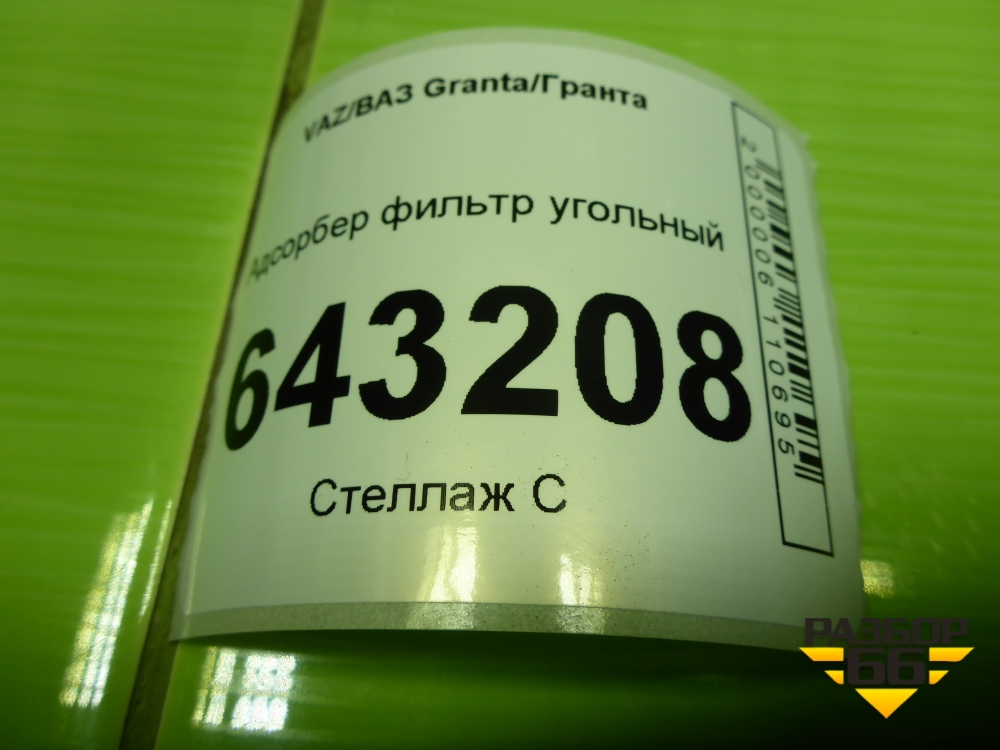 VAZ/ВАЗ Granta/Гранта
Адсорбер фильтр угольный
643208
Стеллаж С
2000006110695
РАЗБОР
66